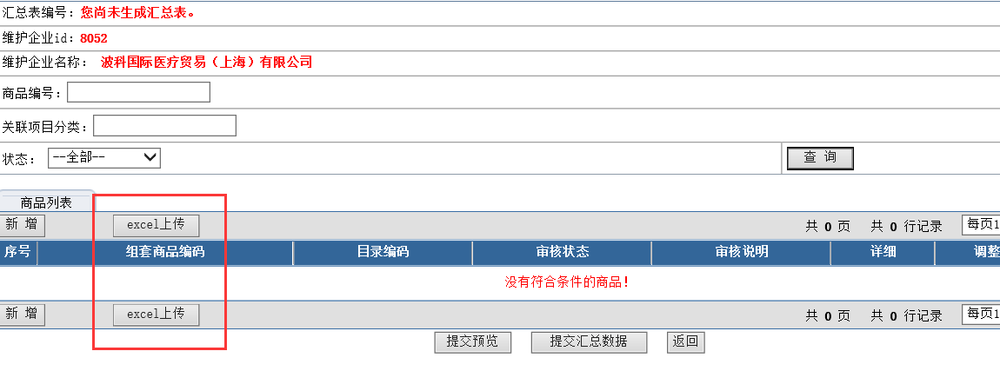 汇总表编号：您尚未生成汇总表。
维护企业id：8052
维护企业名称： 波科国际医疗贸易（上海）有限公司
商品编号：
关联项目分类：
状态： --全部-- 查 询
商品列表
新 增 excel上传 共 0 页 共 0 行记录 每页1
序号 组套商品编码 目录编码 审核状态 审核说明 详细 调整
没有符合条件的商品！
新 增 excel上传 共 0 页 共 0 行记录 每页1
提交预览 提交汇总数据 返回